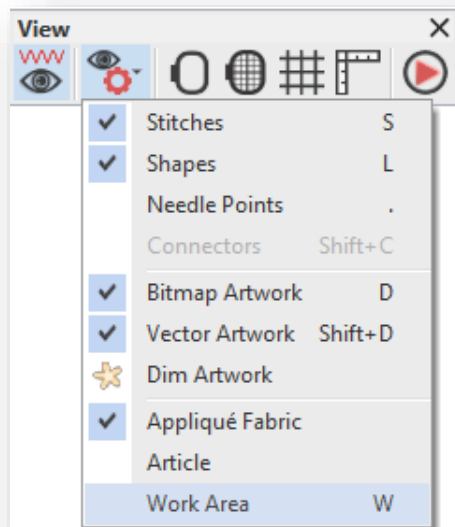 View
Stitches S
Shapes L
Needle Points .
Connectors Shift+C
Bitmap Artwork D
Vector Artwork Shift+D
Dim Artwork
Appliqué Fabric
Article
Work Area W